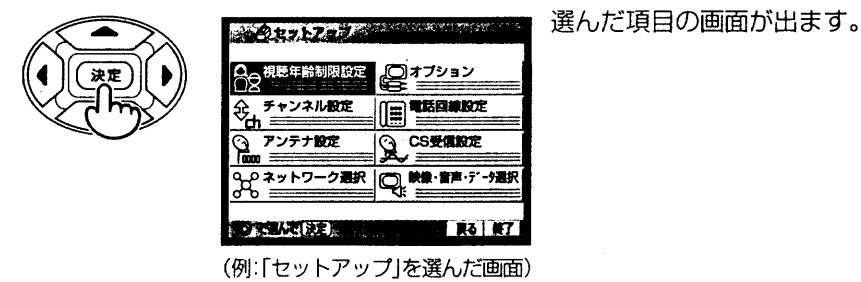 選んだ項目の画面が出ます。
決定
セットアップ
視聴年齢制限設定
オプション
チャンネル設定
電話回線設定
アンテナ設定
CS受信設定
ネットワーク選択
映像・音声・データ選択
で選んで 決定
戻る 終了
(例:「セットアップ」を選んだ画面)